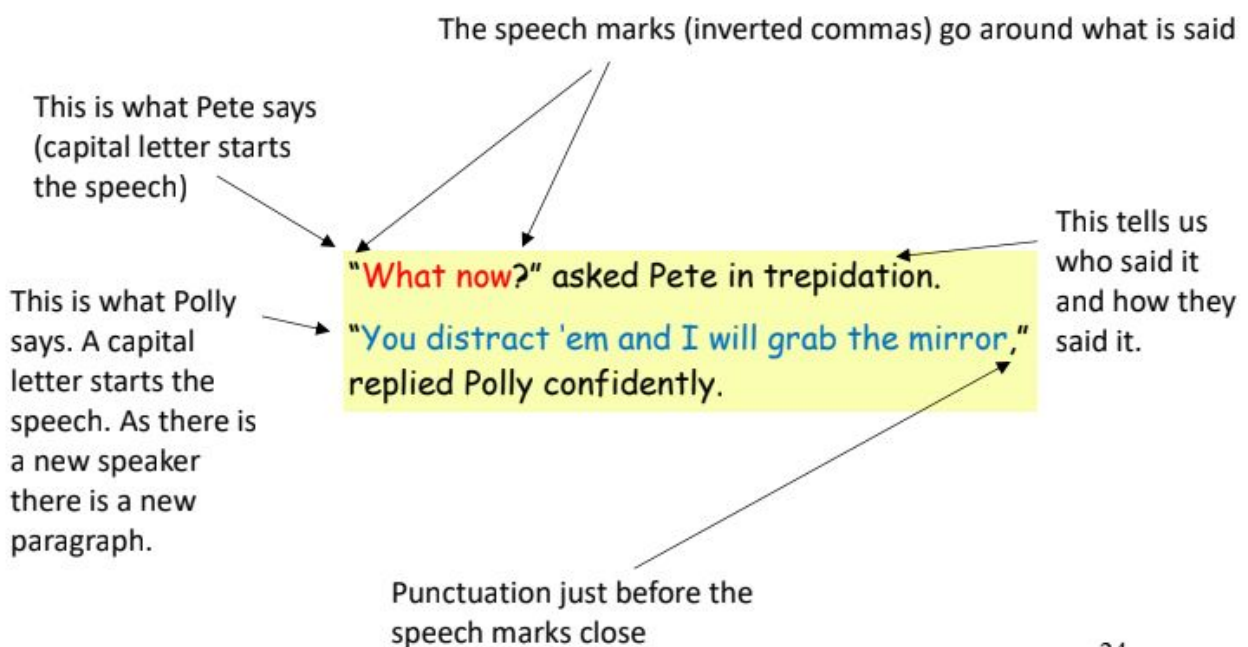 The speech marks (inverted commas) go around what is said
This is what Pete says
(capital letter starts
the speech)
"What now?" asked Pete in trepidation.
"You distract 'em and I will grab the mirror,"
replied Polly confidently.
This tells us
who said it
and how they
said it.
This is what Polly
says. A capital
letter starts the
speech. As there is
a new speaker
there is a new
paragraph.
Punctuation just before the
speech marks close